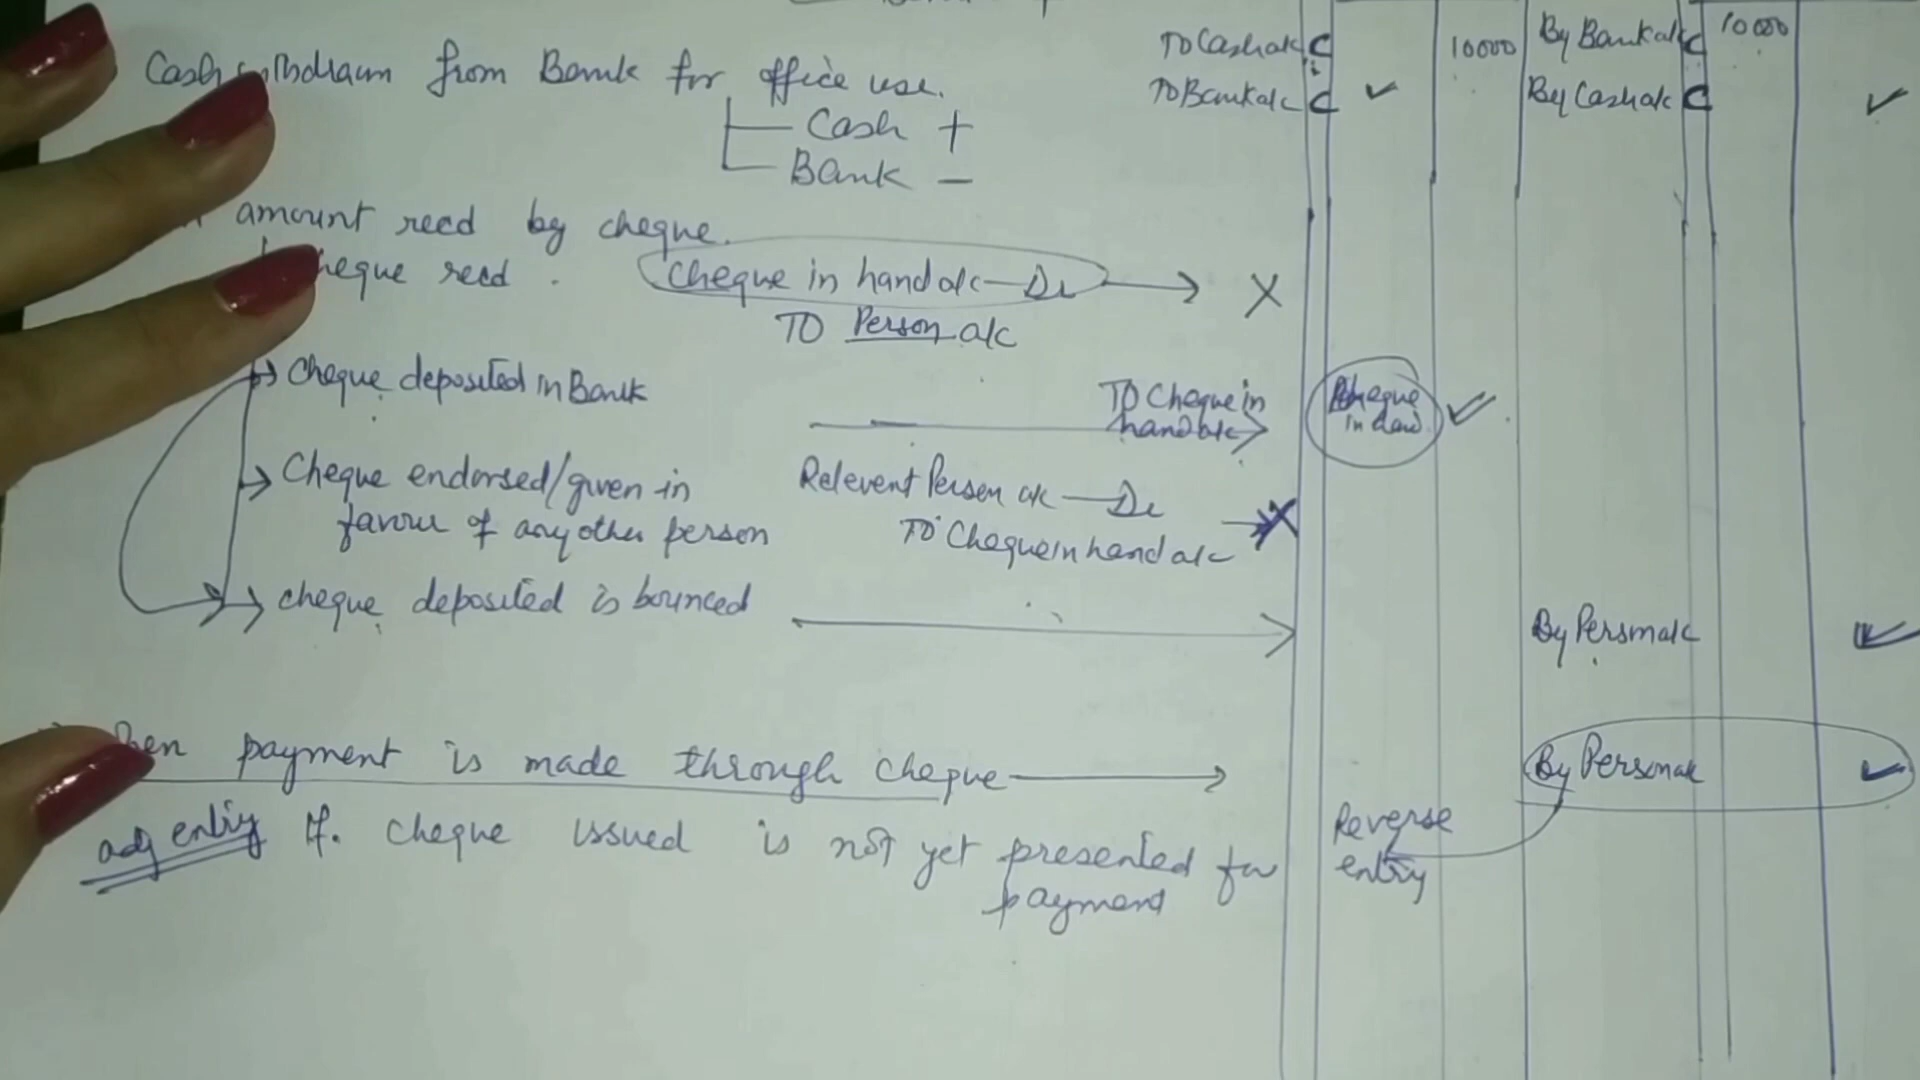 TO Cash a/c C 10000 By Bank a/c C 10000
Cash withdrawn from Bank for office use.
TO Bank a/c C ✓ By Cash a/c C ✓
Cash +
Bank –
amount recd by cheque.
cheque recd . Cheque in hand a/c — Dr → X
TO Person a/c
→ Cheque deposited in Bank
TO Cheque in
hand a/c
Cheque
in hand ✓
→ Cheque endorsed/given in
favour of any other person
Relevent Person a/c — Dr
TO Cheque in hand a/c → X
→ cheque deposited is bounced → By Person a/c ✓
When payment is made through cheque → By Person a/c ✓
adj entry If. cheque issued is not yet presented for
payment
Reverse
entry